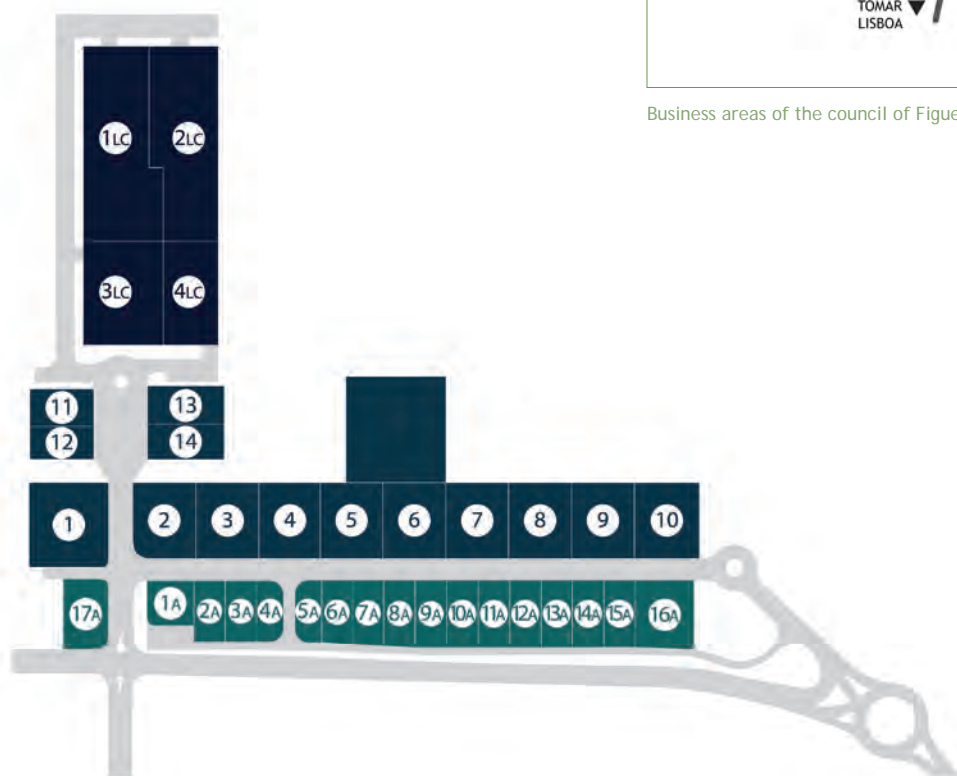 TOMAR ▼
LISBOA
Business areas of the council of Figue
1LC 2LC
3LC 4LC
11 13
12 14
1 2 3 4 5 6 7 8 9 10
17A 1A 2A 3A 4A 5A 6A 7A 8A 9A 10A 11A 12A 13A 14A 15A 16A